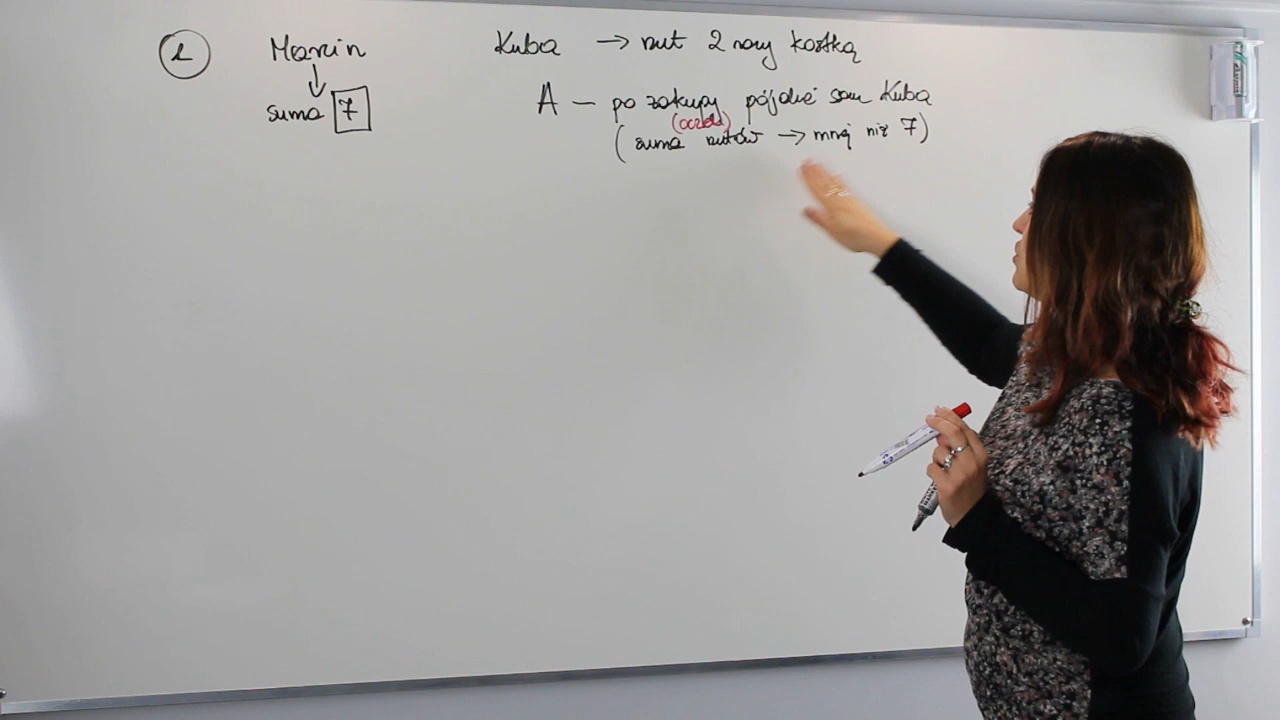 1 Marcin Kuba → rzut 2 razy kostką
↓
suma 7
A – po zakupy pójdzie sam Kuba
(oczek)
(suma rzutów → mniej niż 7)